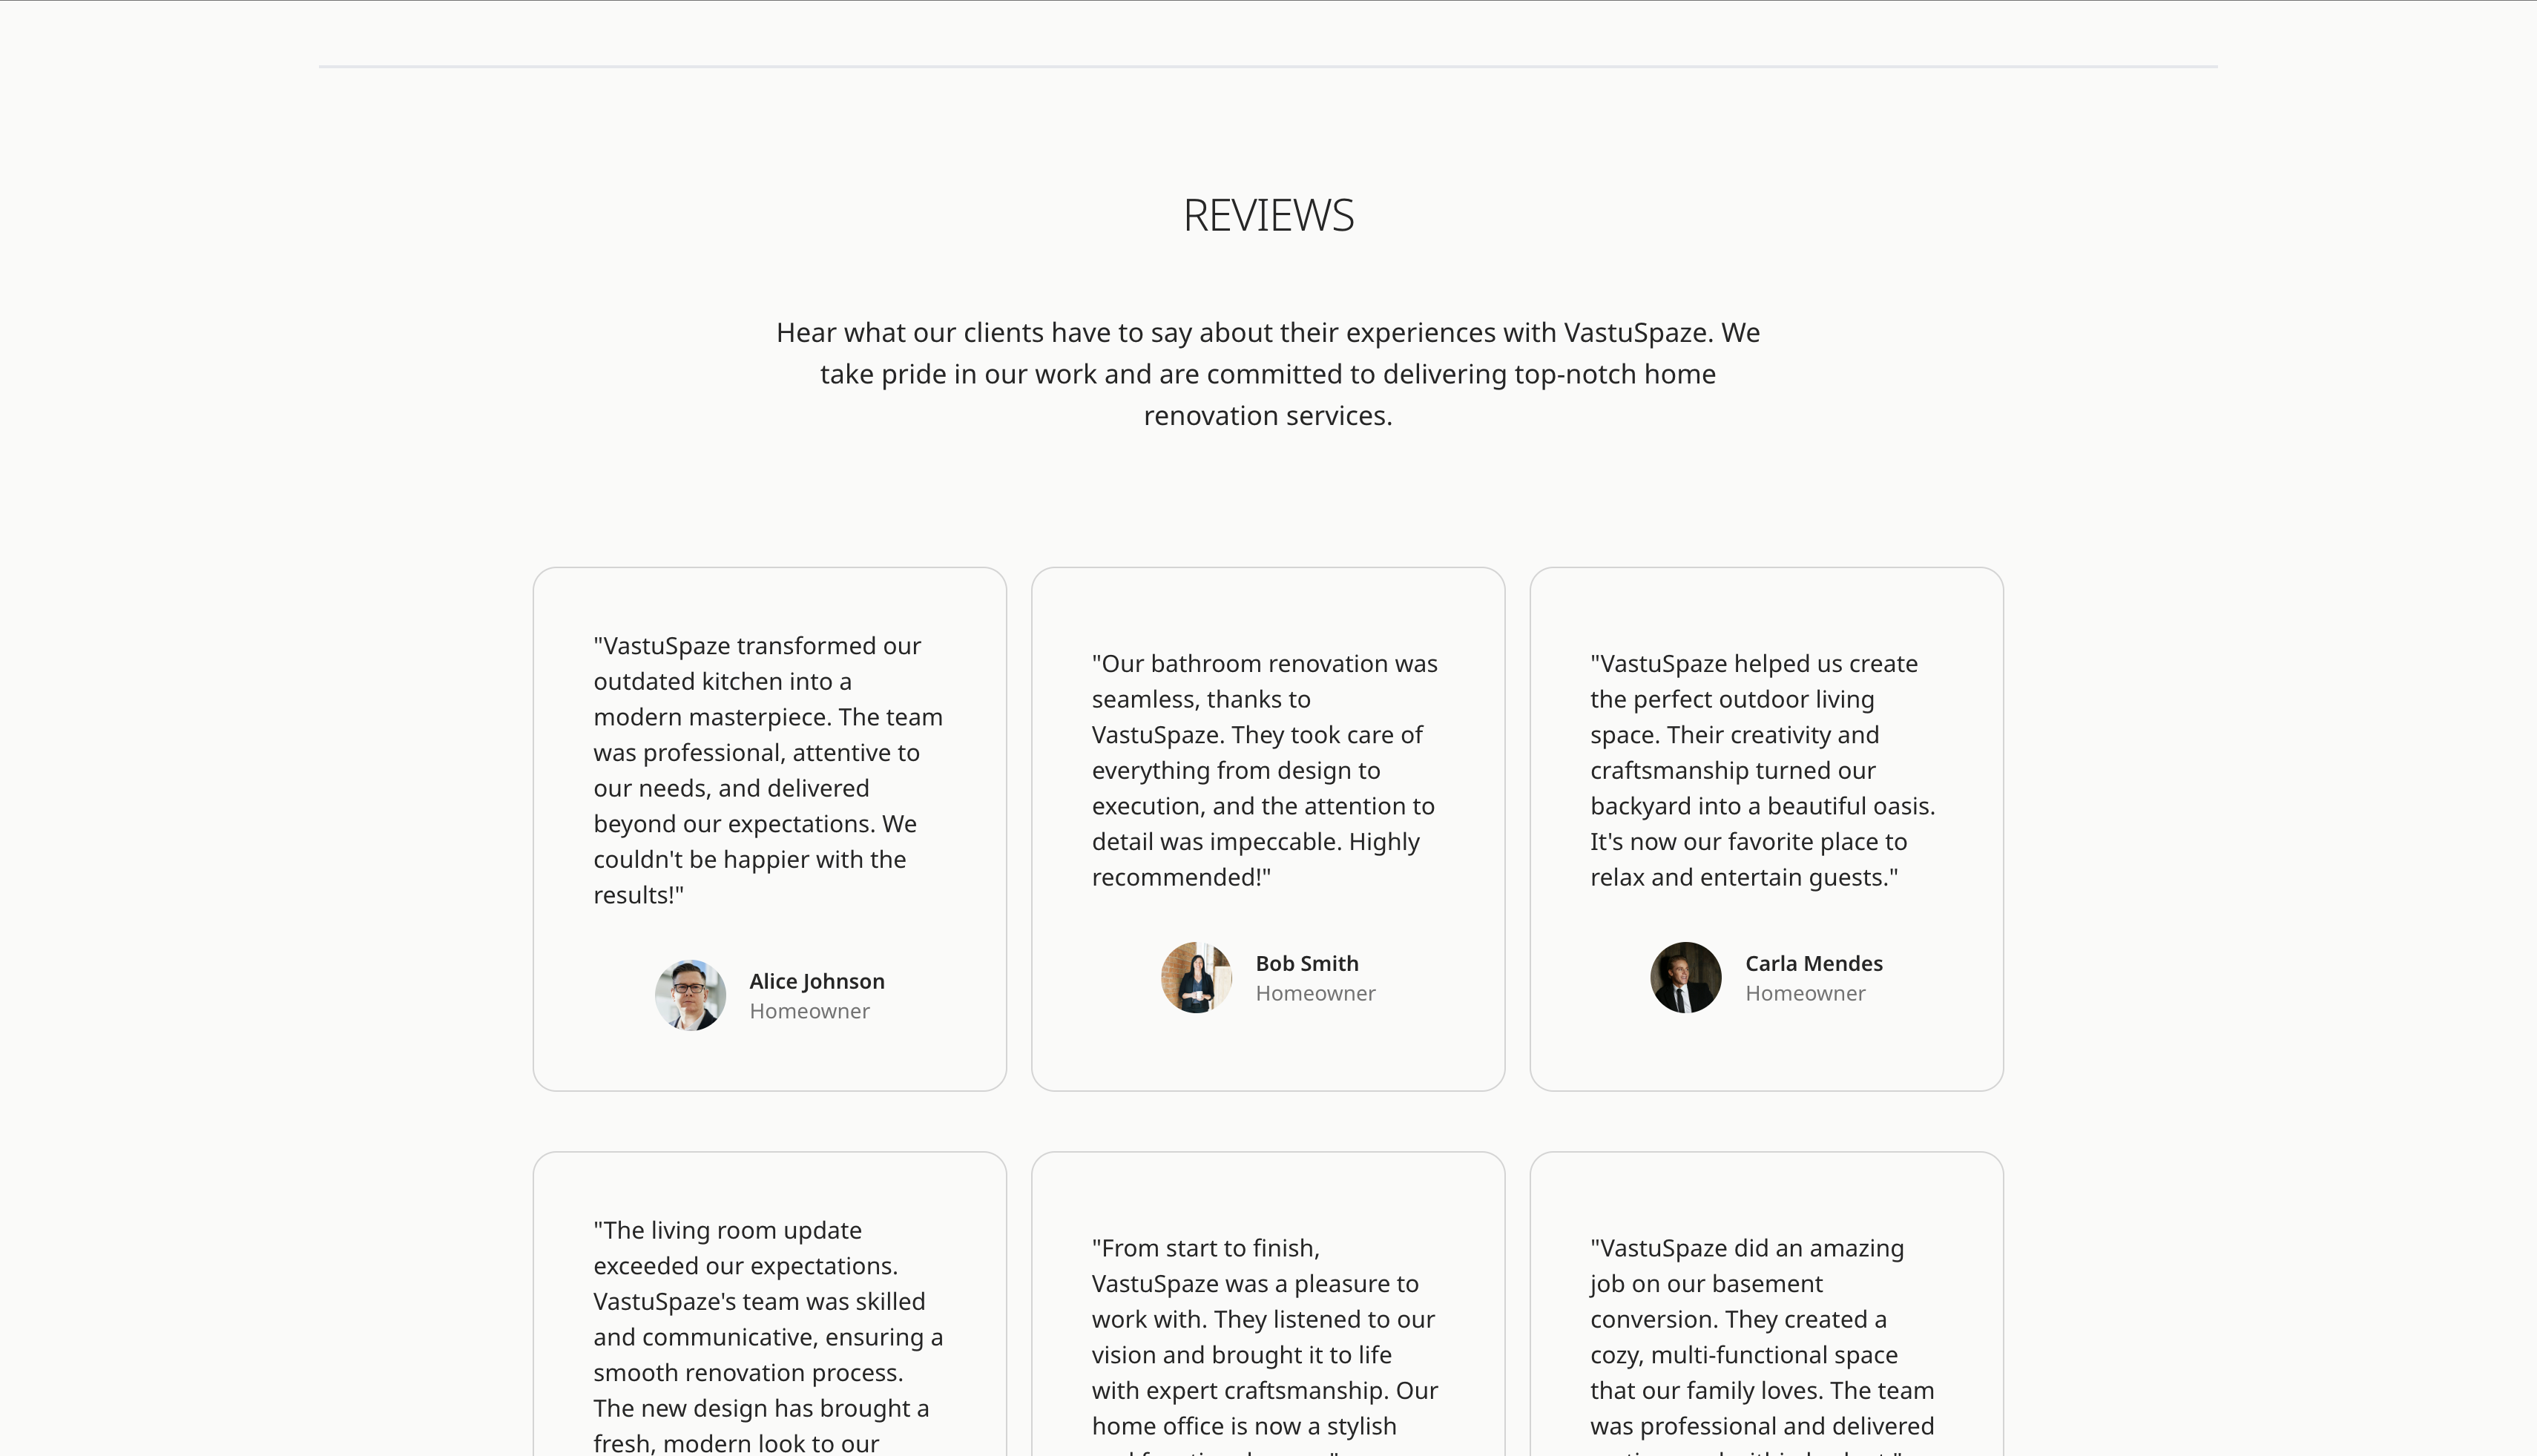 REVIEWS
Hear what our clients have to say about their experiences with VastuSpaze. We
take pride in our work and are committed to delivering top-notch home
renovation services.
"VastuSpaze transformed our
outdated kitchen into a
modern masterpiece. The team
was professional, attentive to
our needs, and delivered
beyond our expectations. We
couldn't be happier with the
results!"
Alice Johnson
Homeowner
"Our bathroom renovation was
seamless, thanks to
VastuSpaze. They took care of
everything from design to
execution, and the attention to
detail was impeccable. Highly
recommended!"
Bob Smith
Homeowner
"VastuSpaze helped us create
the perfect outdoor living
space. Their creativity and
craftsmanship turned our
backyard into a beautiful oasis.
It's now our favorite place to
relax and entertain guests."
Carla Mendes
Homeowner
"The living room update
exceeded our expectations.
VastuSpaze's team was skilled
and communicative, ensuring a
smooth renovation process.
The new design has brought a
fresh, modern look to our
"From start to finish,
VastuSpaze was a pleasure to
work with. They listened to our
vision and brought it to life
with expert craftsmanship. Our
home office is now a stylish
"VastuSpaze did an amazing
job on our basement
conversion. They created a
cozy, multi-functional space
that our family loves. The team
was professional and delivered